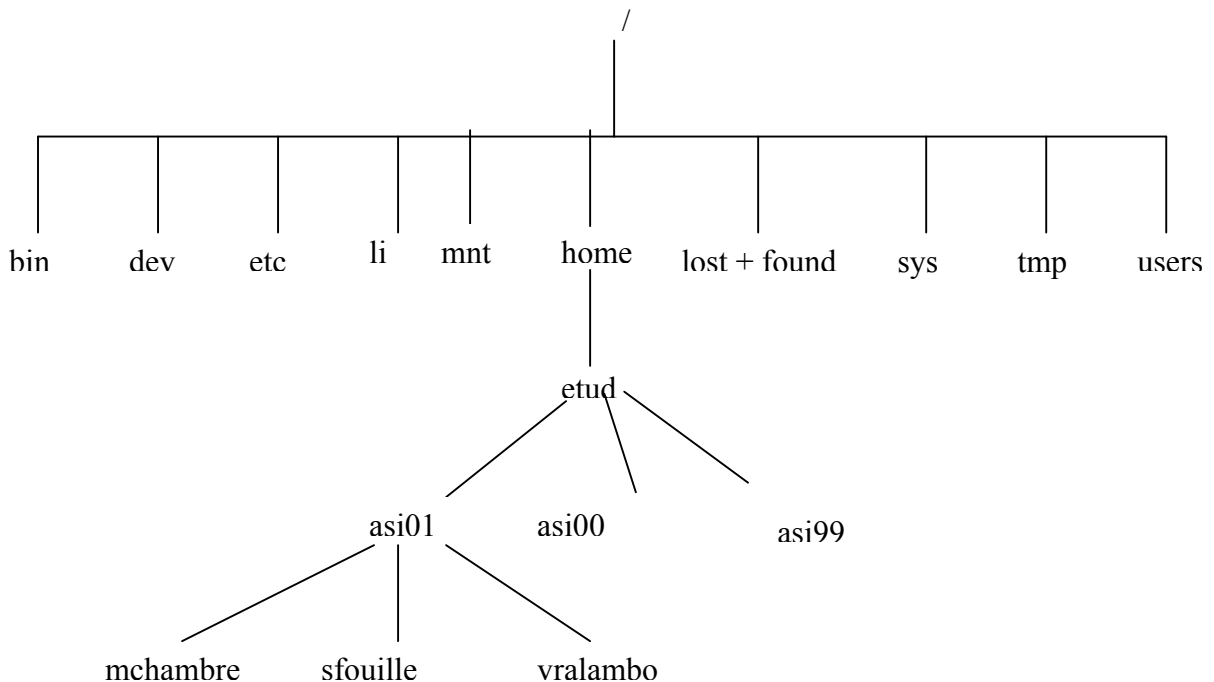 /
bin dev etc li mnt home lost + found sys tmp users
etud
asi01 asi00 asi99
mchambre sfouille vralambo